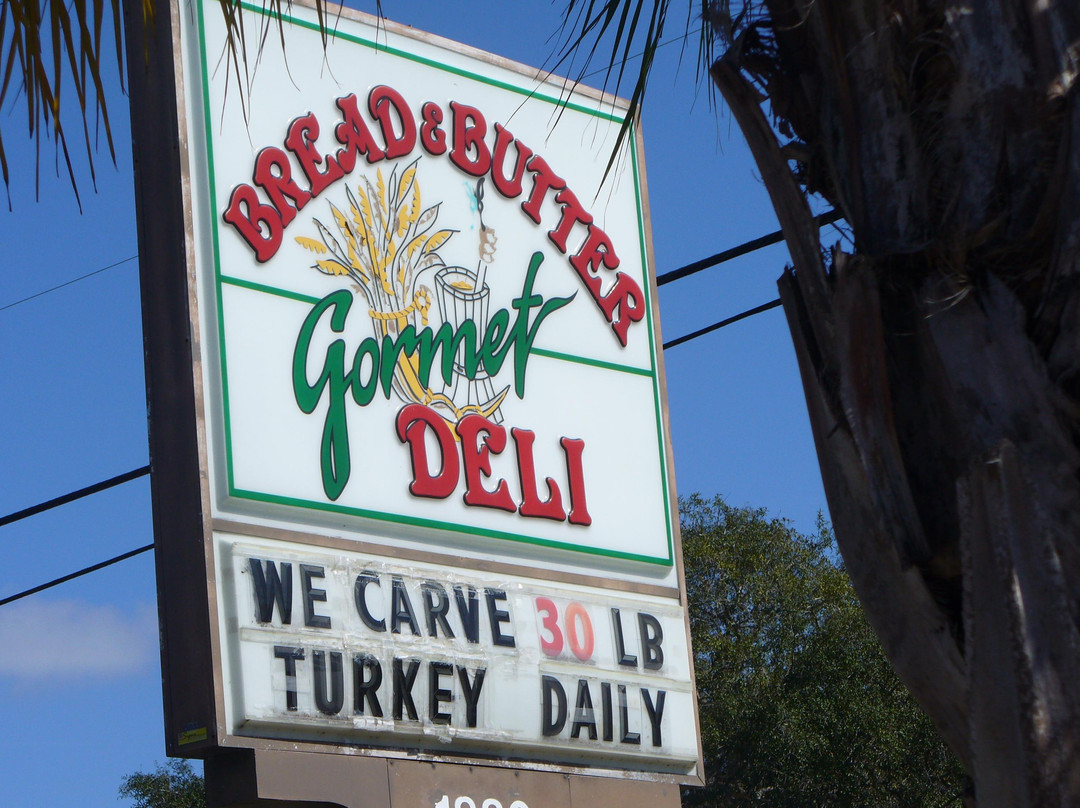 BREAD & BUTTER
Gormet
DELI
WE CARVE 30 LB
TURKEY DAILY